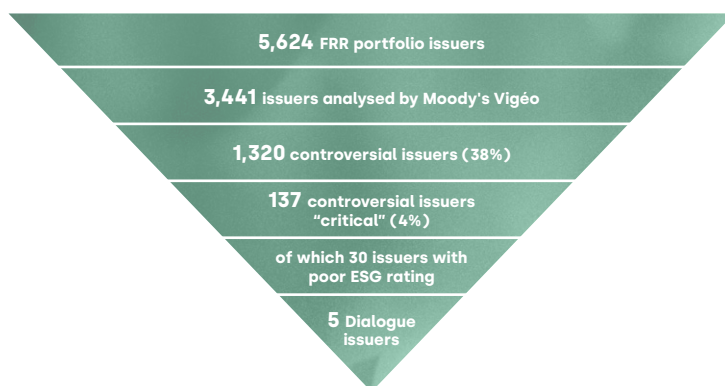 5,624 FRR portfolio issuers
3,441 issuers analysed by Moody's Vigéo
1,320 controversial issuers (38%)
137 controversial issuers
“critical” (4%)
of which 30 issuers with
poor ESG rating
5 Dialogue
issuers